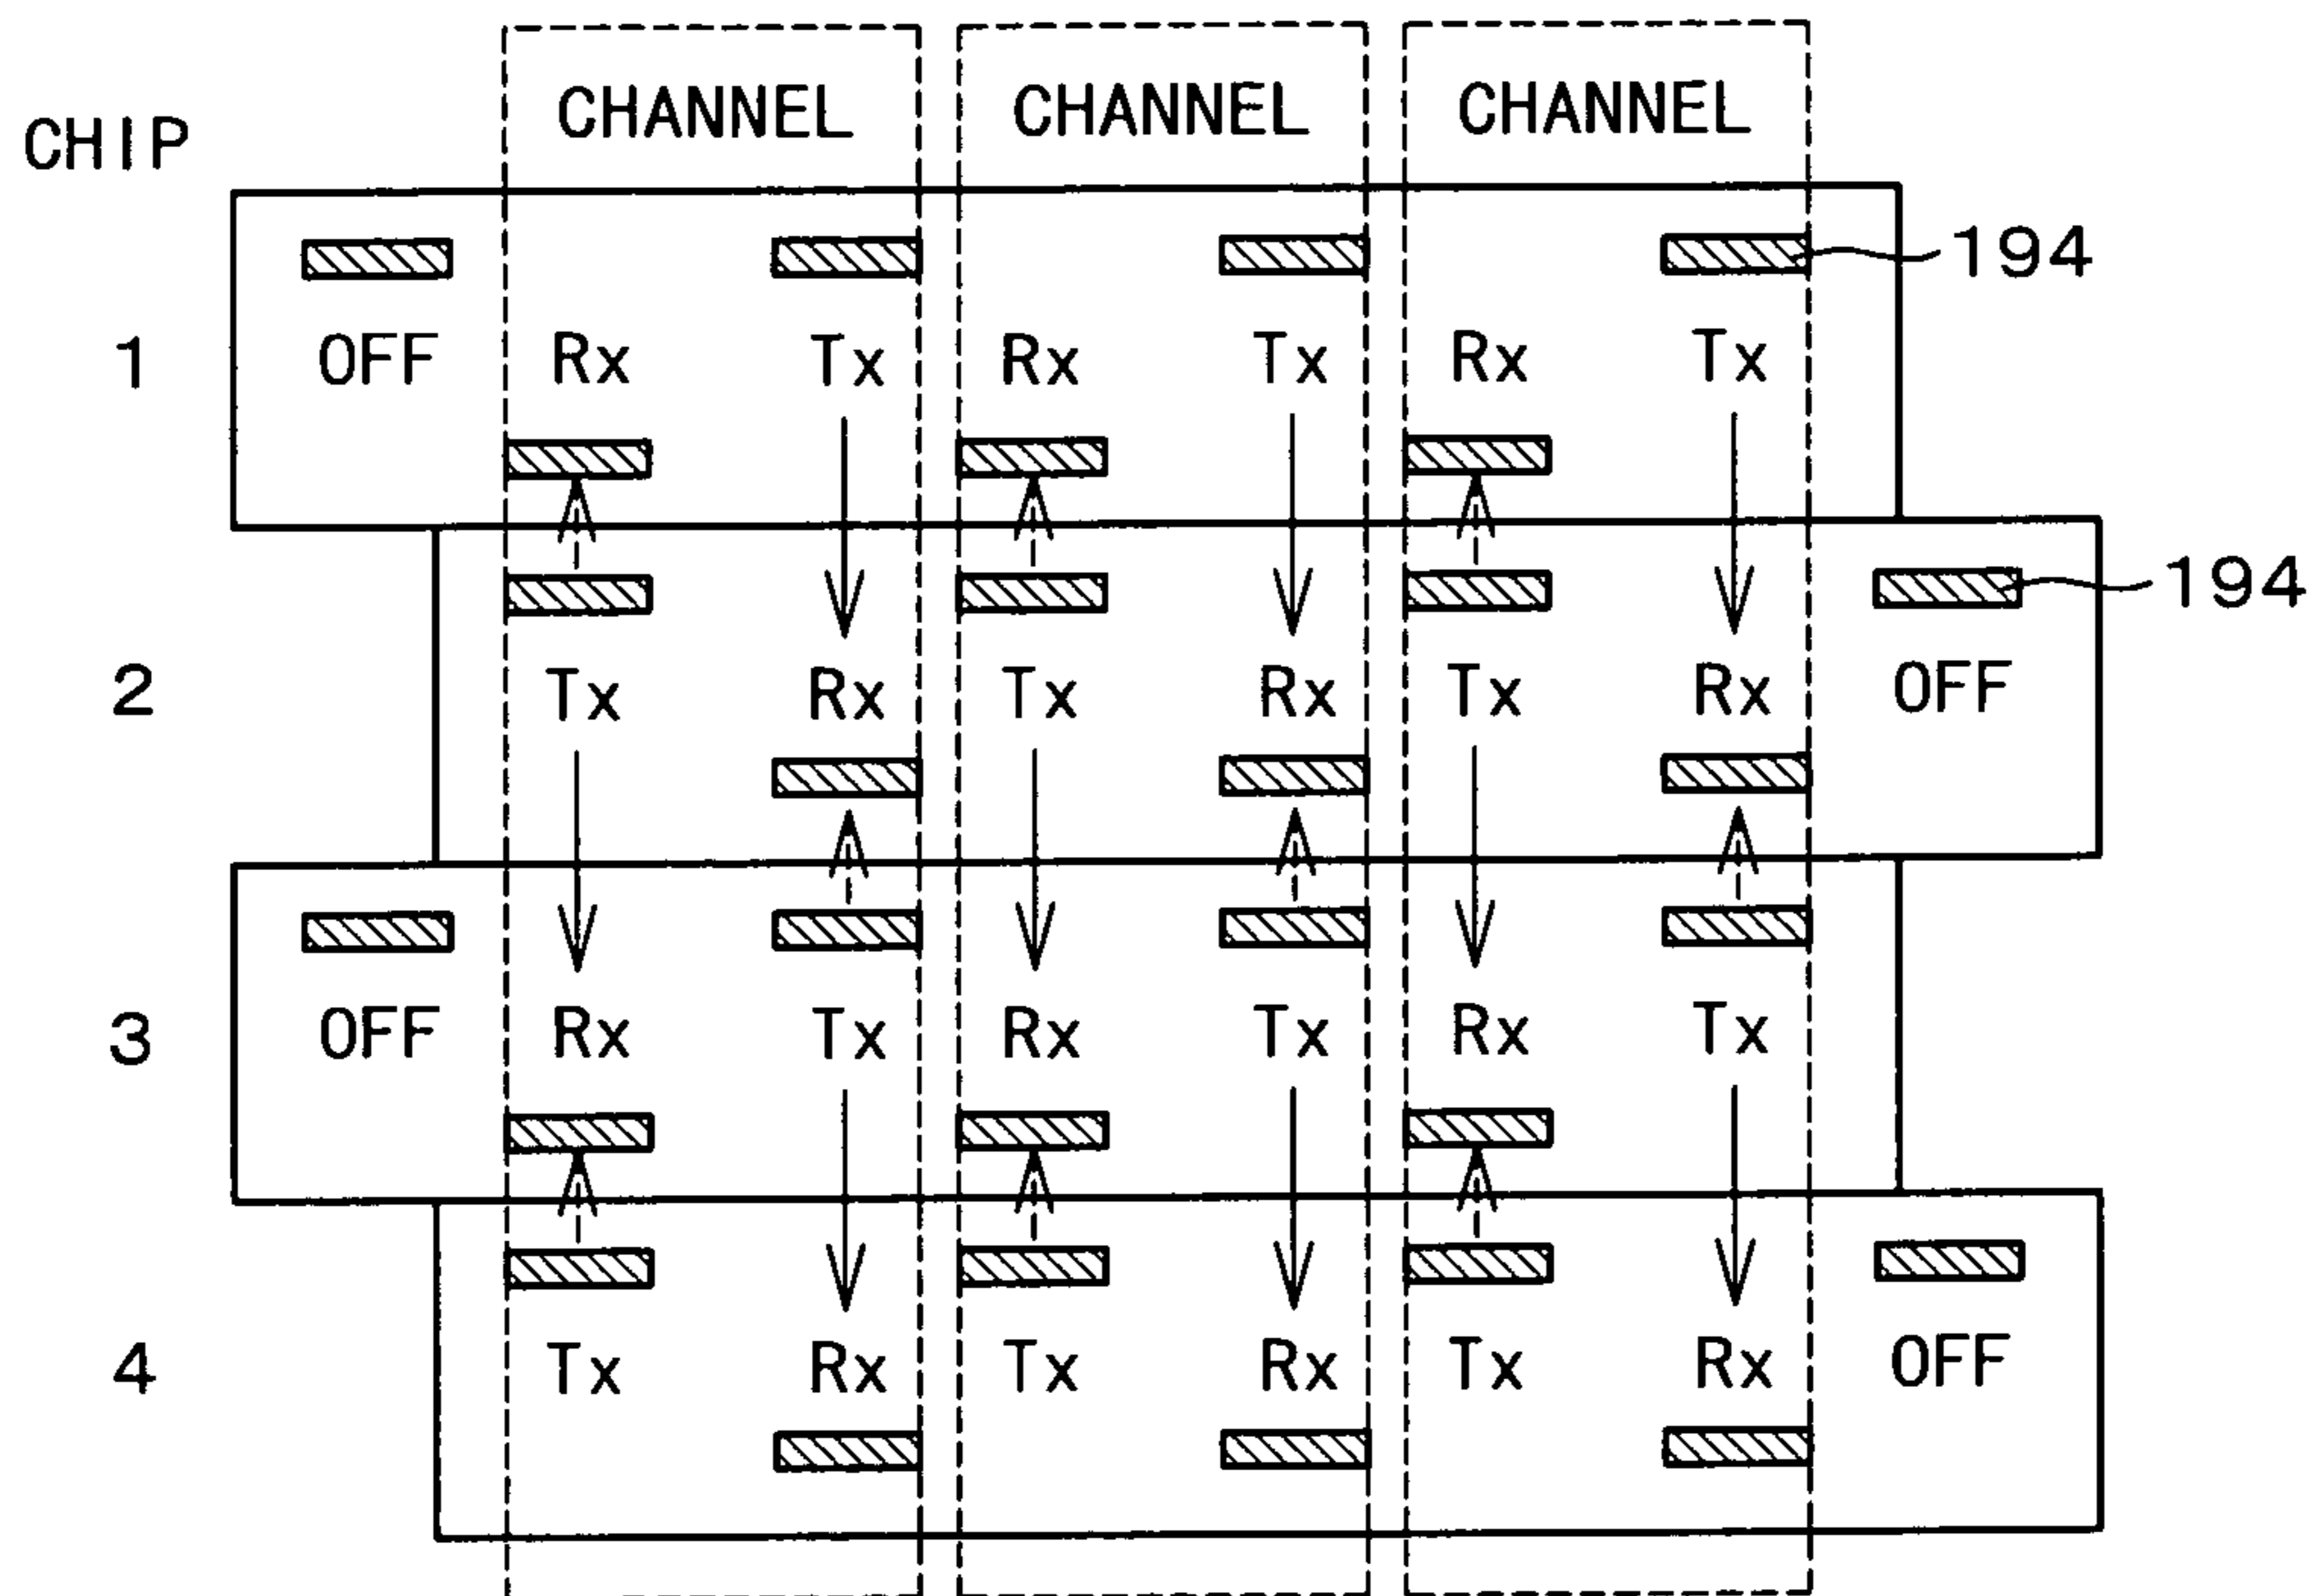 CHANNEL CHANNEL CHANNEL
CHIP
194
1 OFF Rx Tx Rx Tx Rx Tx
194
2 Tx Rx Tx Rx Tx Rx OFF
3 OFF Rx Tx Rx Tx Rx Tx
4 Tx Rx Tx Rx Tx Rx OFF